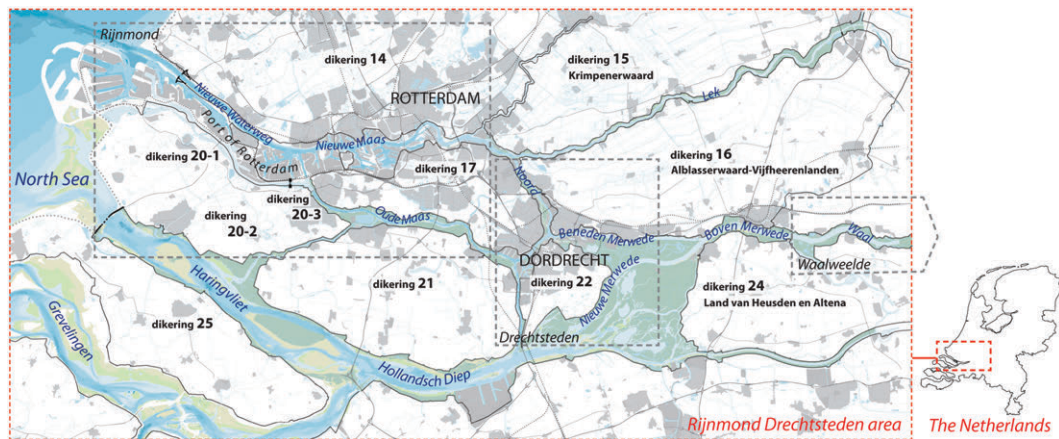 Rijnmond
dikering 14
dikering 15
Krimpenerwaard
ROTTERDAM
Lek
Nieuwe Waterweg
Port of Rotterdam
Nieuwe Maas
dikering 20-1
dikering 17
dikering 16
Alblasserwaard-Vijfheerenlanden
North Sea
dikering
20-3
Noord
dikering
20-2
Oude Maas
Beneden Merwede
Boven Merwede
Waal
DORDRECHT
Waalweelde
Haringvliet
dikering 21
dikering 22
Nieuwe Merwede
dikering 24
Land van Heusden en Altena
Grevelingen
dikering 25
Drechtsteden
Hollandsch Diep
Rijnmond Drechtsteden area
The Netherlands